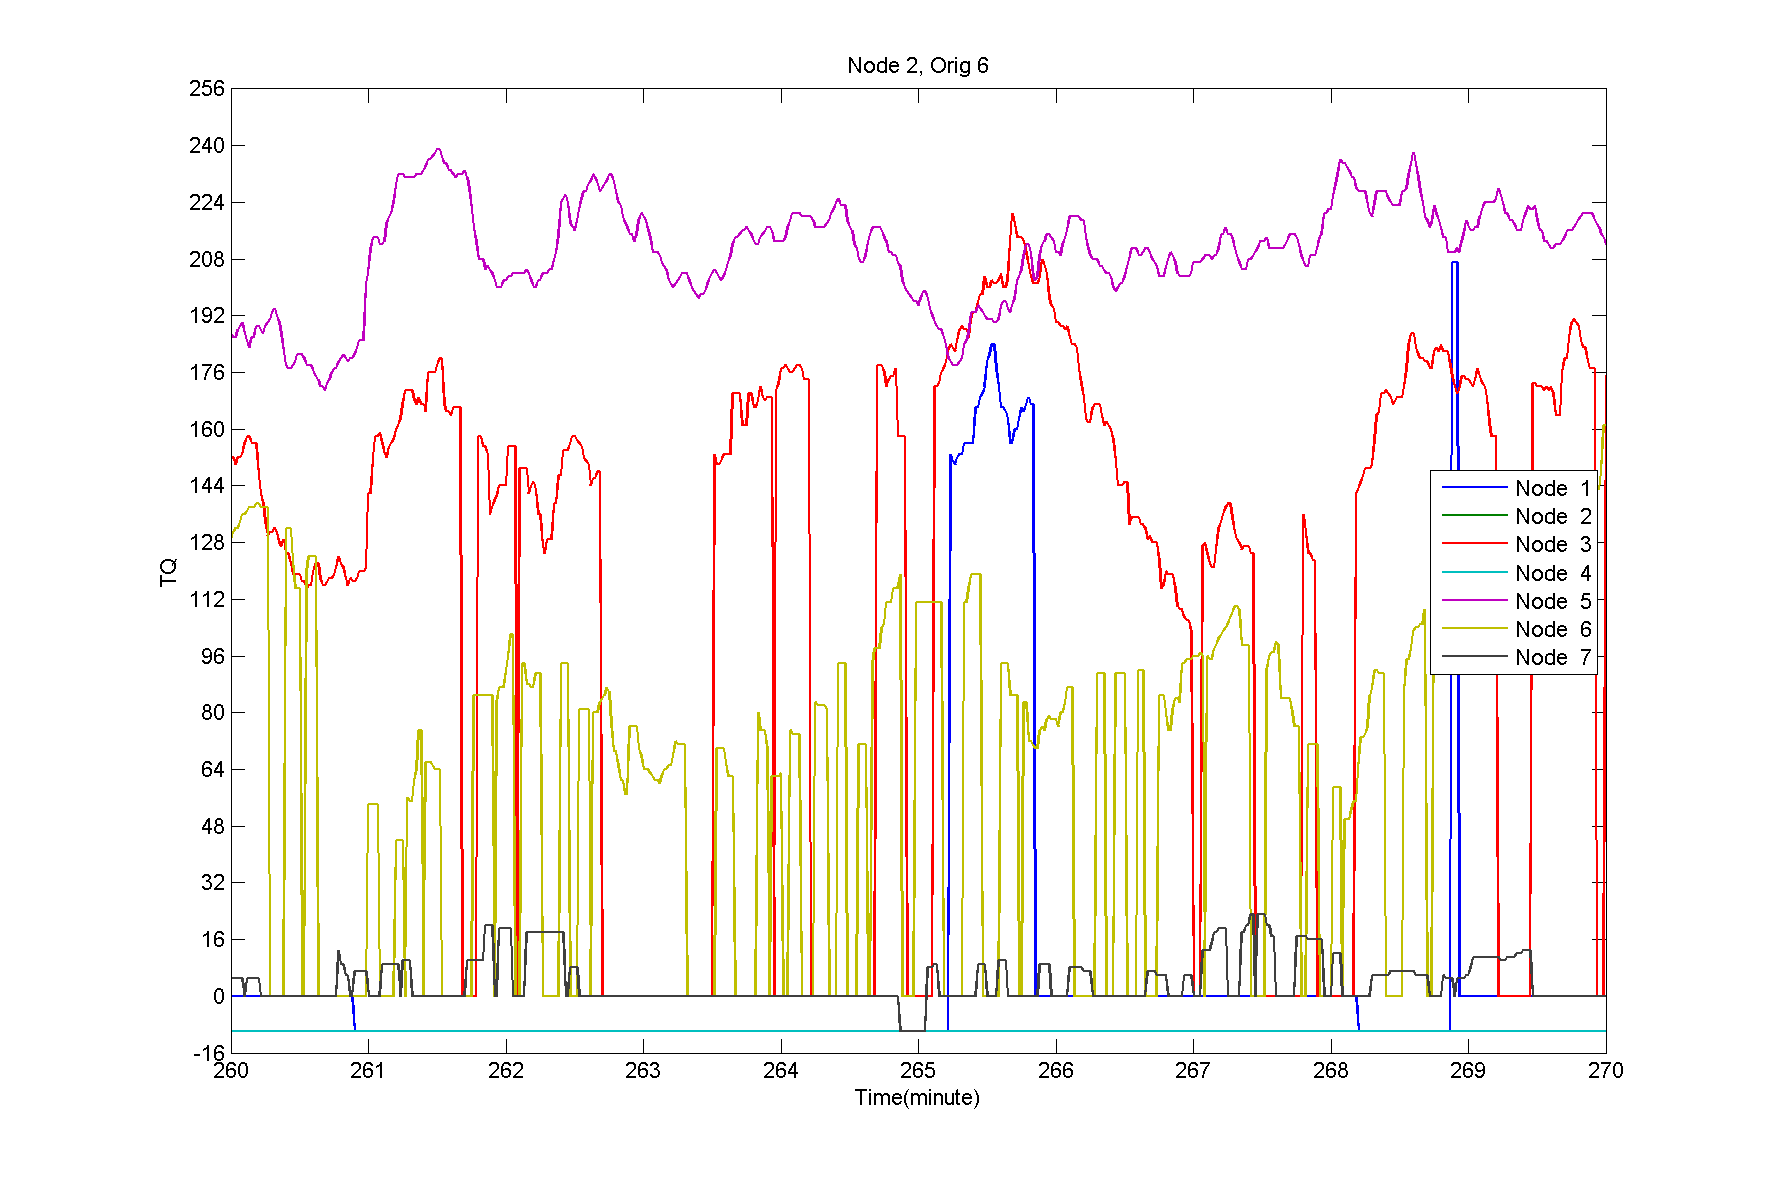 Node 2, Orig 6
256
240
224
208
192
176
160
144
128
112
96
80
64
48
32
16
0
-16
TQ
Node 1
Node 2
Node 3
Node 4
Node 5
Node 6
Node 7
260 261 262 263 264 265 266 267 268 269 270
Time(minute)